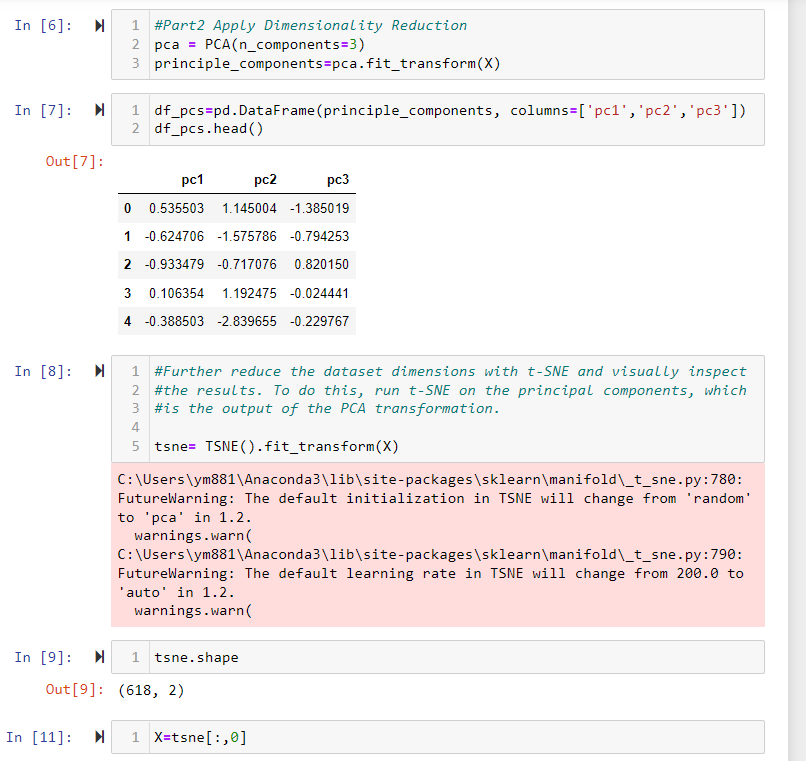 In [6]:
1 #Part2 Apply Dimensionality Reduction
2 pca = PCA(n_components=3)
3 principle_components=pca.fit_transform(X)
In [7]:
1 df_pcs=pd.DataFrame(principle_components, columns=['pc1','pc2','pc3'])
2 df_pcs.head()
Out[7]:
pc1 pc2 pc3
0 0.535503 1.145004 -1.385019
1 -0.624706 -1.575786 -0.794253
2 -0.933479 -0.717076 0.820150
3 0.106354 1.192475 -0.024441
4 -0.388503 -2.839655 -0.229767
In [8]:
1 #Further reduce the dataset dimensions with t-SNE and visually inspect
2 #the results. To do this, run t-SNE on the principal components, which
3 #is the output of the PCA transformation.
4
5 tsne= TSNE().fit_transform(X)
C:\Users\ym881\Anaconda3\lib\site-packages\sklearn\manifold\_t_sne.py:780:
FutureWarning: The default initialization in TSNE will change from 'random'
to 'pca' in 1.2.
warnings.warn(
C:\Users\ym881\Anaconda3\lib\site-packages\sklearn\manifold\_t_sne.py:790:
FutureWarning: The default learning rate in TSNE will change from 200.0 to
'auto' in 1.2.
warnings.warn(
In [9]:
1 tsne.shape
Out[9]: (618, 2)
In [11]:
1 X=tsne[:,0]